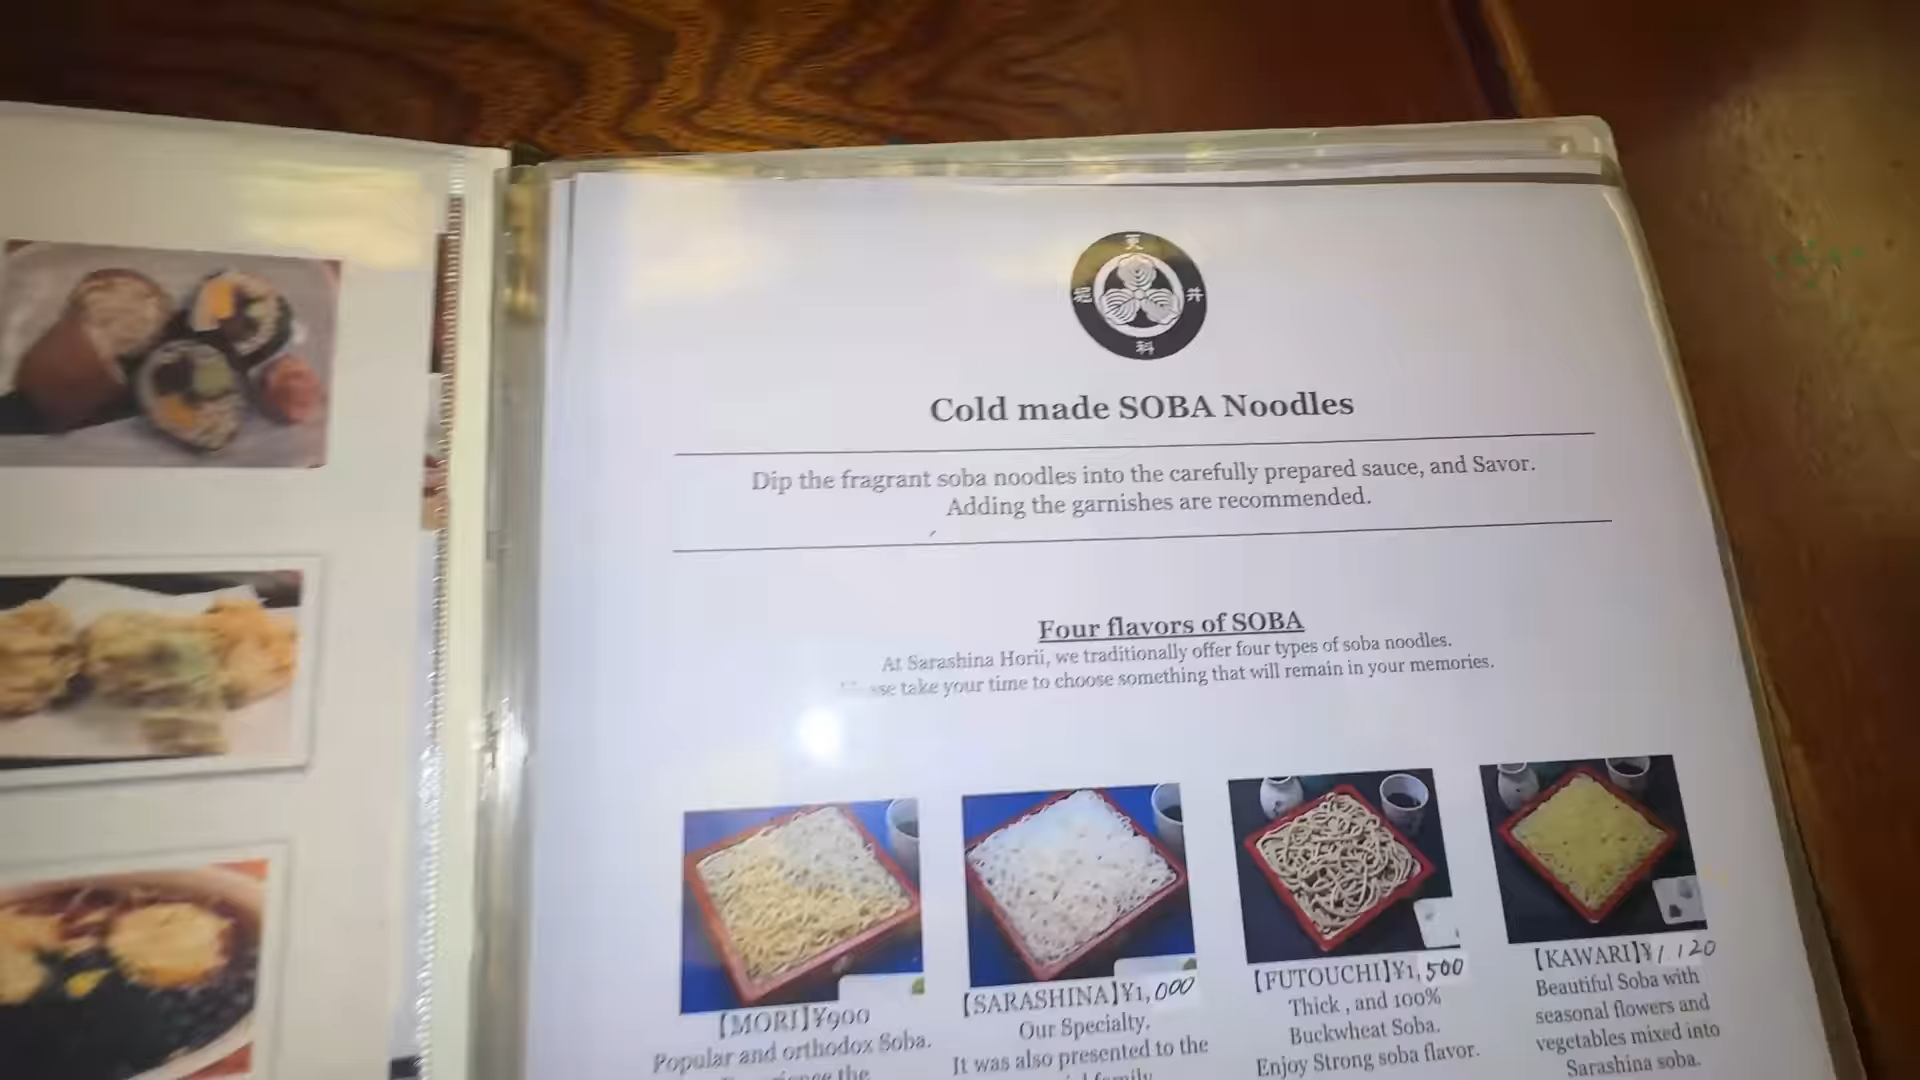 更
堀 井
科
Cold made SOBA Noodles
Dip the fragrant soba noodles into the carefully prepared sauce, and Savor.
Adding the garnishes are recommended.
Four flavors of SOBA
At Sarashina Horii, we traditionally offer four types of soba noodles.
take your time to choose something that will remain in your memories.
【MORI】¥900
Popular and orthodox Soba.
the
【SARASHINA】¥1,000
Our Specialty.
It was also presented to the
family
【FUTOUCHI】¥1,500
Thick , and 100%
Buckwheat Soba.
Enjoy Strong soba flavor.
【KAWARI】¥1.120
Beautiful Soba with
seasonal flowers and
vegetables mixed into
Sarashina soba.